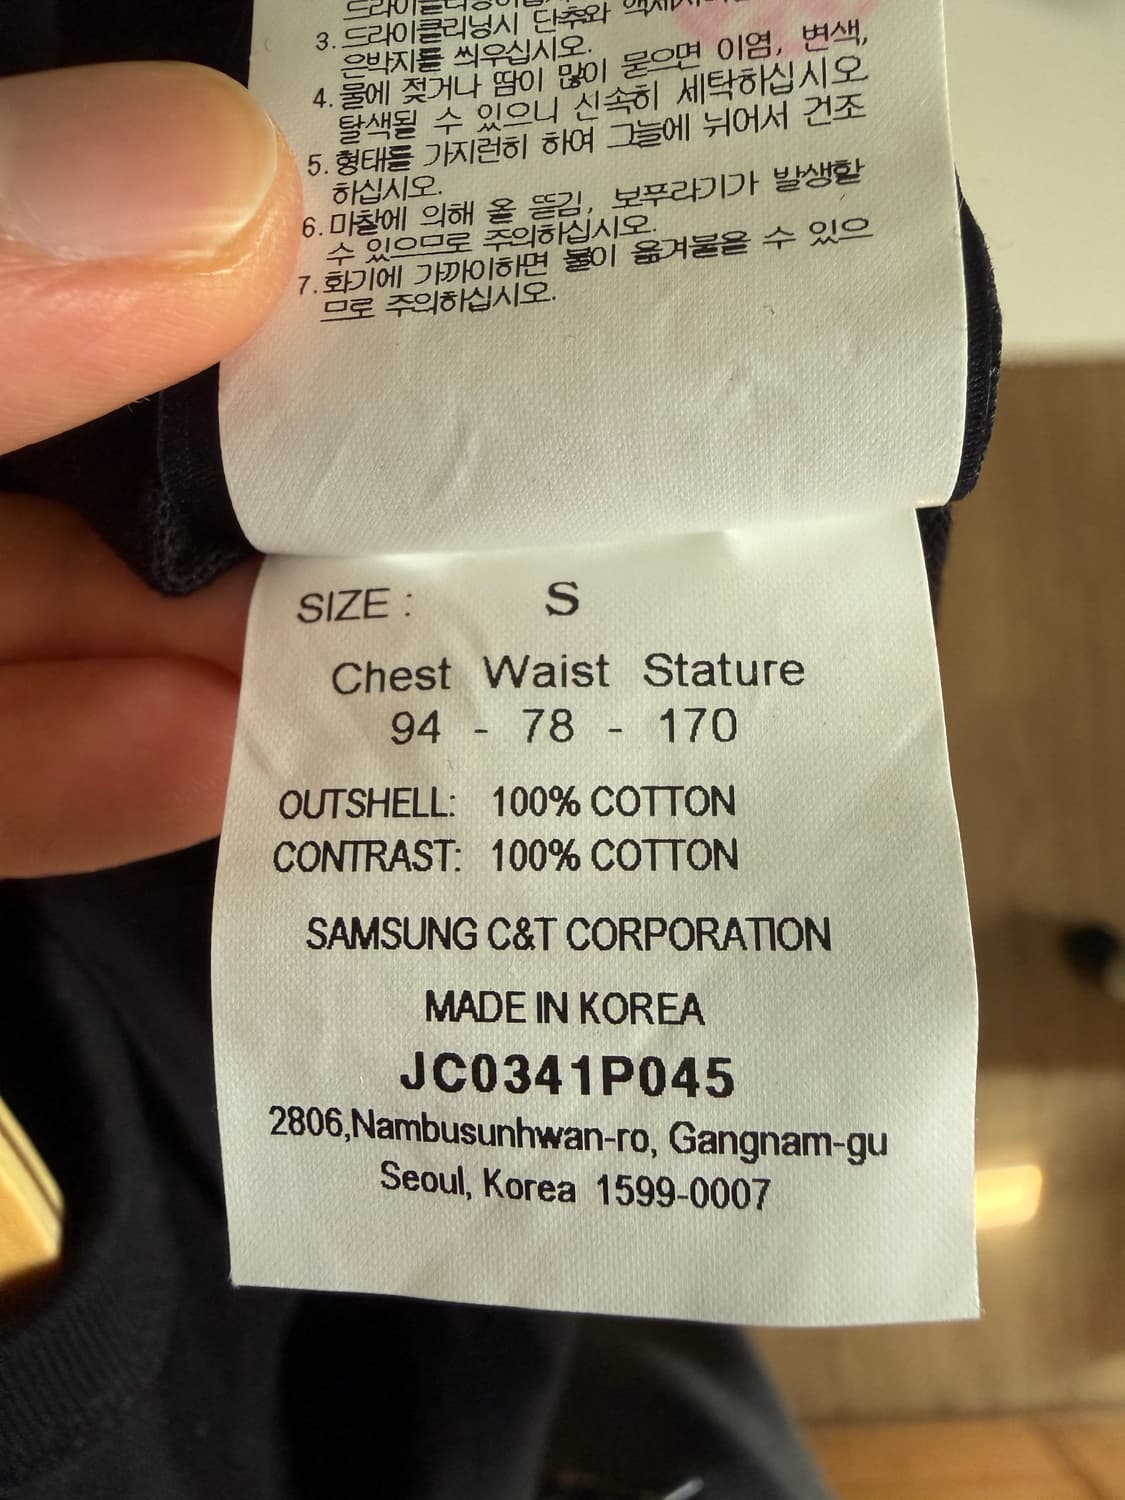 드라이클리닝하십시
3. 드라이클리닝시 단추와
은박지를 씌우십시오.
4. 물에 젖거나 땀이 많이 묻으면 이염, 변색,
탈색될 수 있으니 신속히 세탁하십시오
5. 형태를 가지런히 하여 그늘에 뉘어서 건조
하십시오.
6. 마찰에 의해 올 뜯김, 보푸라기가 발생할
수 있으므로 주의하십시오.
7. 화기에 가까이하면 불이 옮겨붙을 수 있으
므로 주의하십시오.
SIZE : S
Chest Waist Stature
94 - 78 - 170
OUTSHELL: 100% COTTON
CONTRAST: 100% COTTON
SAMSUNG C&T CORPORATION
MADE IN KOREA
JC0341P045
2806,Nambusunhwan-ro, Gangnam-gu
Seoul, Korea 1599-0007